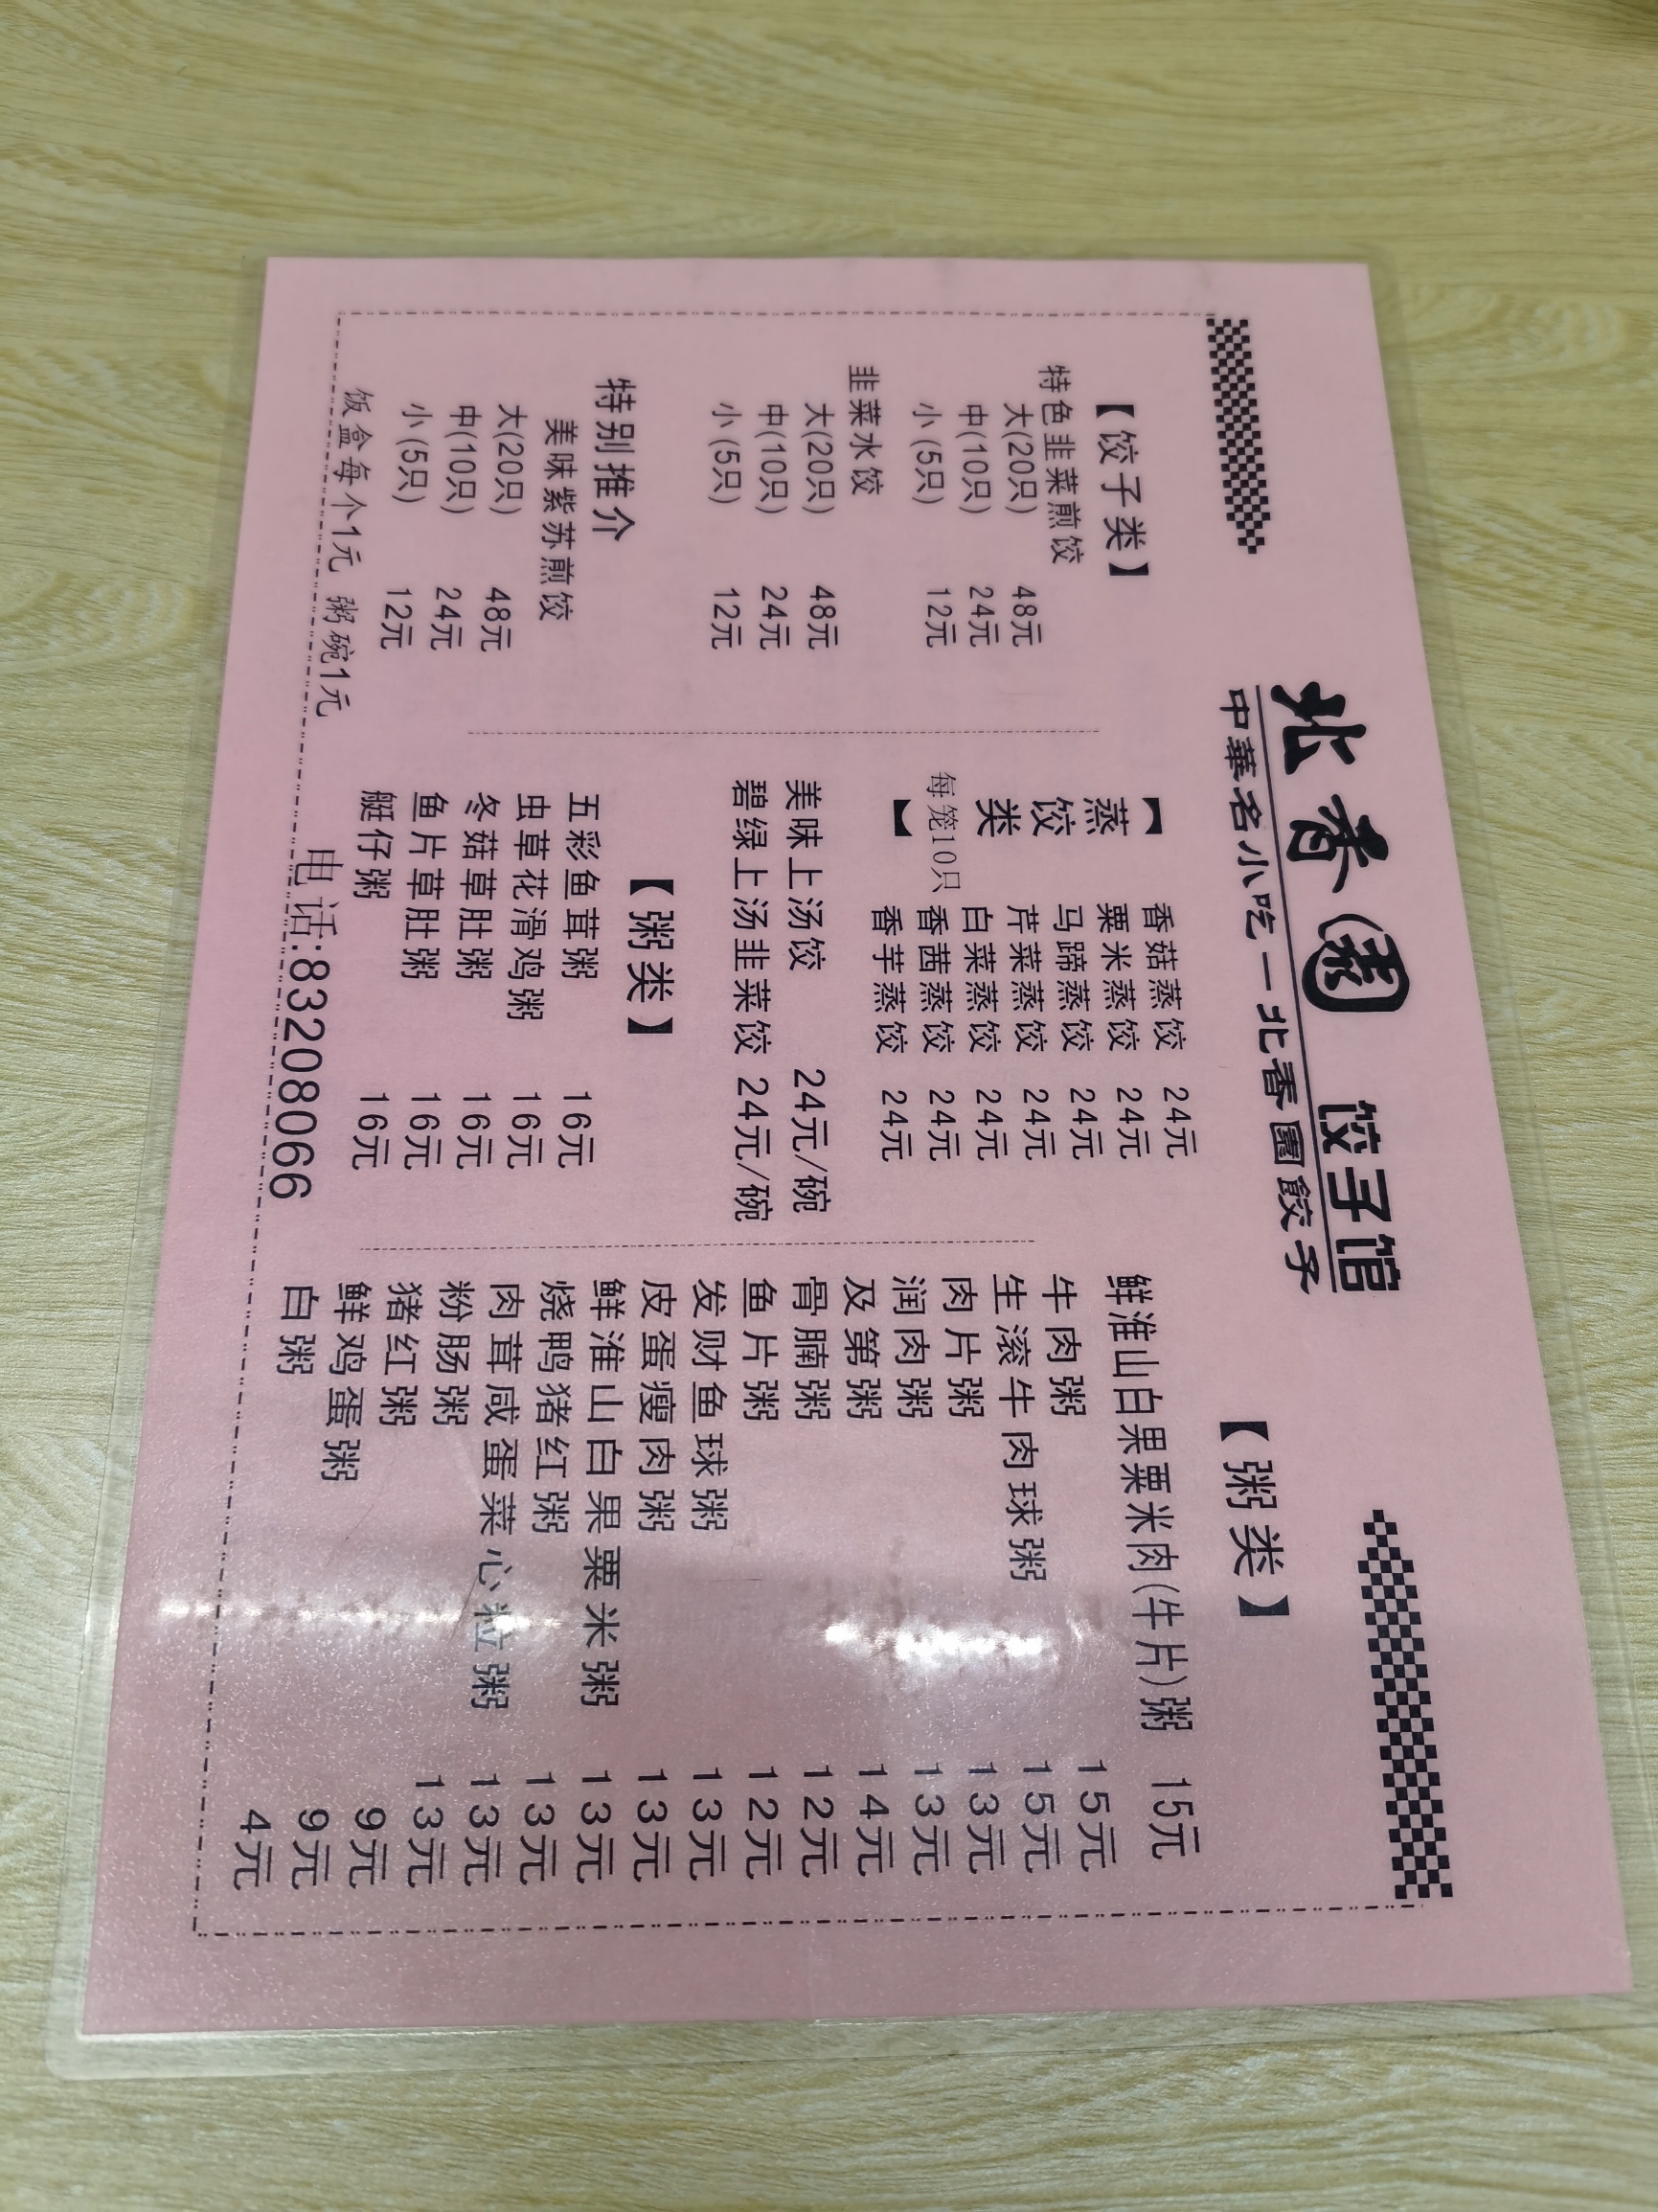 北香園 饺子馆
中華名小吃一北香園餃子
【饺子类】
特色韭菜煎饺
大(20只) 48元
中(10只) 24元
小(5只) 12元
韭菜水饺
大(20只) 48元
中(10只) 24元
小(5只) 12元
特别推介
美味紫苏煎饺
大(20只) 48元
中(10只) 24元
小(5只) 12元
饭盒每个1元 粥碗1元
【蒸饺类 每笼10只】
香菇蒸饺 24元
粟米蒸饺 24元
马蹄蒸饺 24元
芹菜蒸饺 24元
白菜蒸饺 24元
香茜蒸饺 24元
香芋蒸饺 24元
美味上汤饺 24元/碗
碧绿上汤韭菜饺 24元/碗
【粥类】
五彩鱼茸粥 16元
虫草花滑鸡粥 16元
冬菇草肚粥 16元
鱼片草肚粥 16元
艇仔粥 16元
电话:83208066
【粥类】
鲜淮山白果粟米肉(牛片)粥 15元
牛肉粥 15元
生滚牛肉球粥 15元
肉片粥 13元
润肉粥 13元
及第粥 14元
骨腩粥 12元
鱼片粥 12元
发财鱼球粥 13元
皮蛋瘦肉粥 13元
鲜淮山白果粟米粥 13元
烧鸭猪红粥 13元
肉茸咸蛋菜心粒粥 13元
粉肠粥 13元
猪红粥 9元
鲜鸡蛋粥 9元
白粥 4元